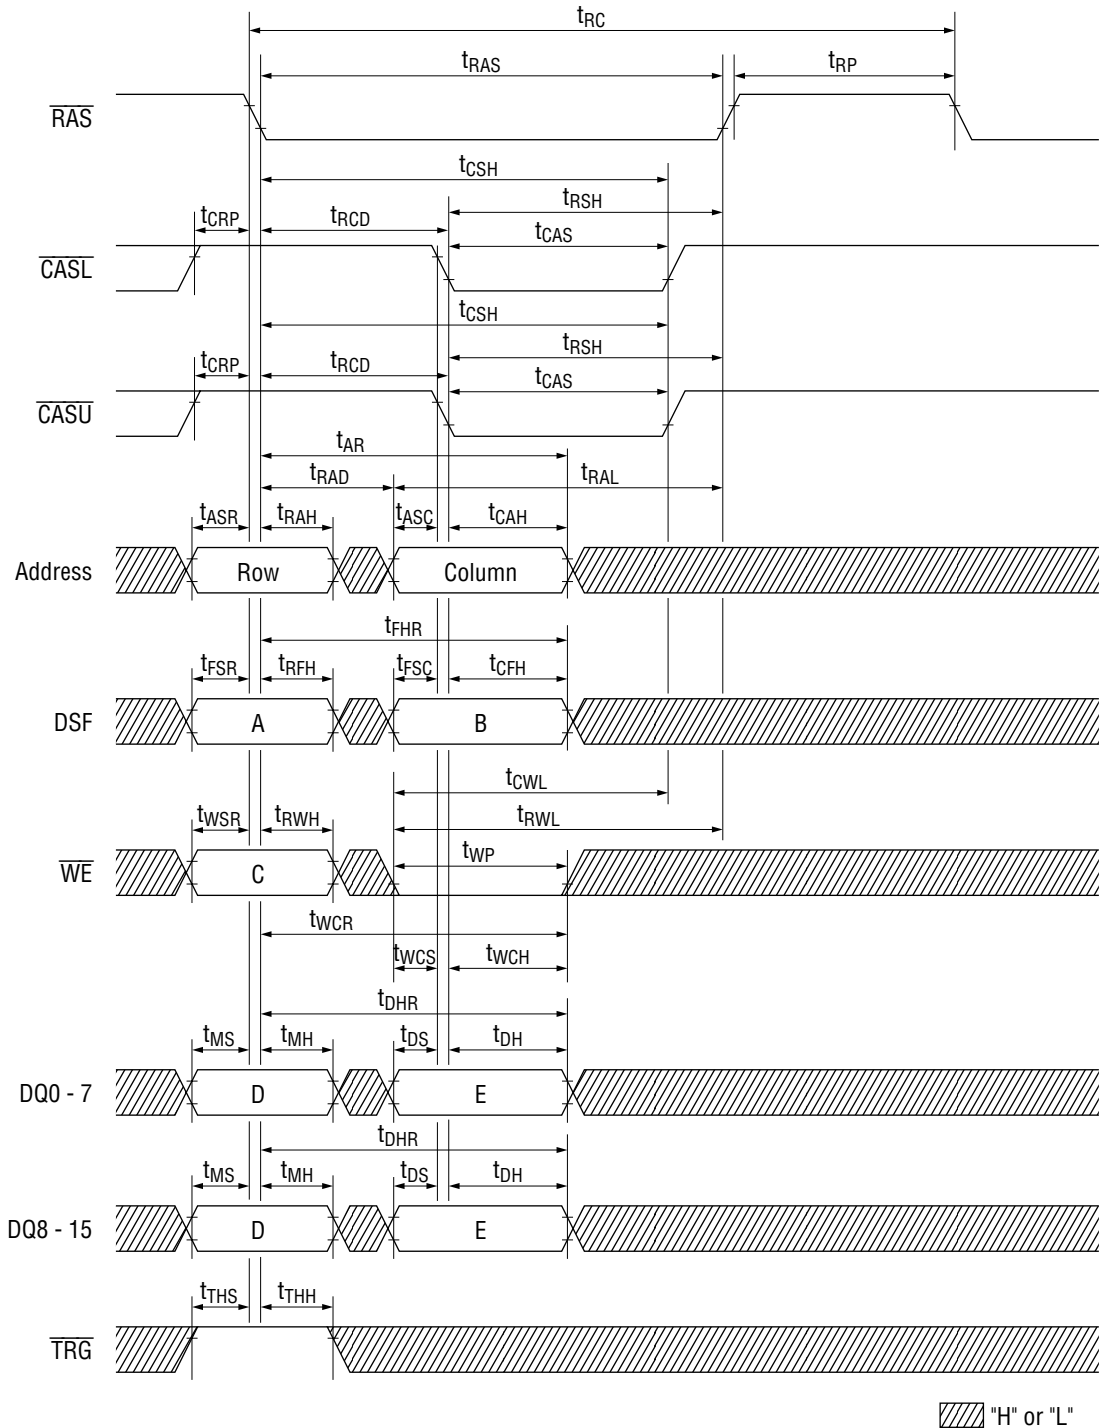 tRC
tRAS tRP
RAS
tCSH
tRSH
tCRP tRCD tCAS
CASL
tCSH
tRSH
tCRP tRCD tCAS
CASU
tAR
tRAD tRAL
tASR tRAH tASC tCAH
Address Row Column
tFHR
tFSR tRFH tFSC tCFH
DSF A B
tCWL
tWSR tRWH tRWL
tWP
WE C
tWCR
tWCS tWCH
tDHR
tMS tMH tDS tDH
DQ0 - 7 D E
tDHR
tMS tMH tDS tDH
DQ8 - 15 D E
tTHS tTHH
TRG
"H" or "L"